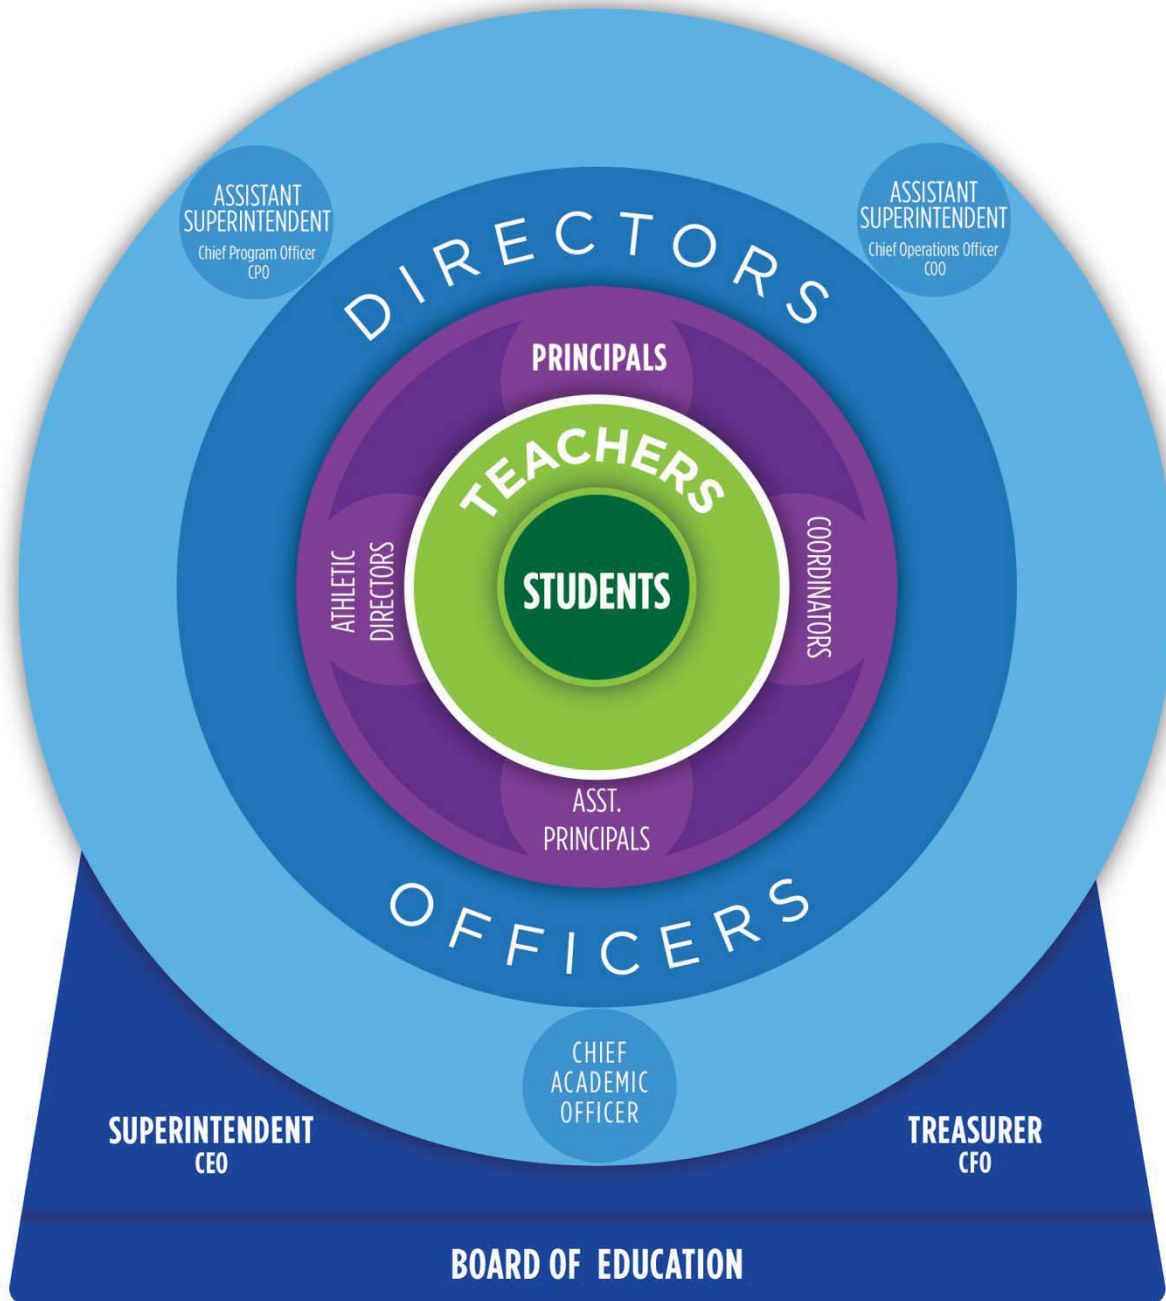 ASSISTANT
SUPERINTENDENT
Chief Program Officer
CPO
ASSISTANT
SUPERINTENDENT
Chief Operations Officer
COO
DIRECTORS
PRINCIPALS
TEACHERS
STUDENTS
ATHLETIC
DIRECTORS
COORDINATORS
ASST.
PRINCIPALS
OFFICERS
CHIEF
ACADEMIC
OFFICER
SUPERINTENDENT
CEO
TREASURER
CFO
BOARD OF EDUCATION